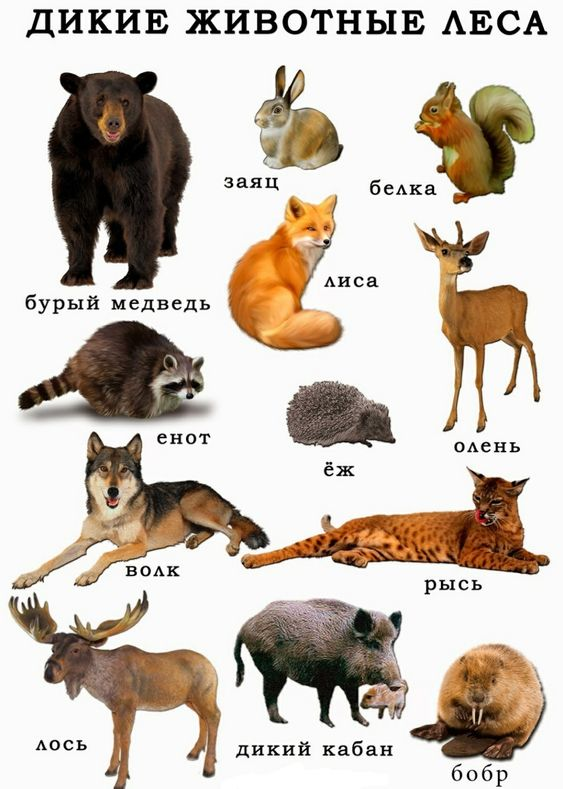 ДИКИЕ ЖИВОТНЫЕ ЛЕСА
заяц
белка
лиса
бурый медведь
енот
олень
ёж
волк
рысь
лось
дикий кабан
бобр